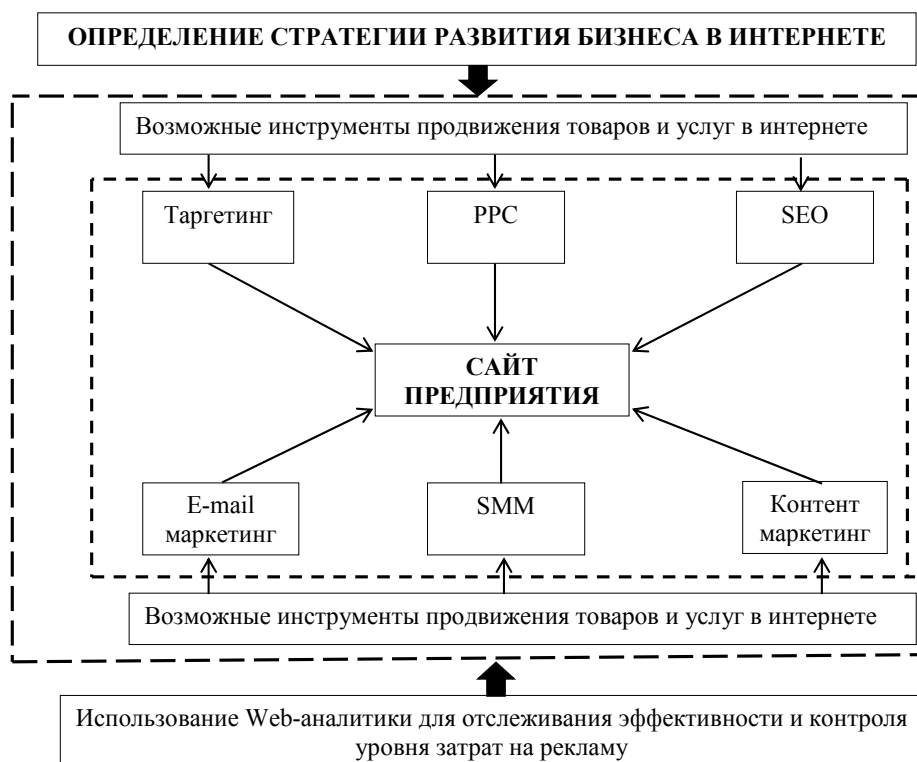 ОПРЕДЕЛЕНИЕ СТРАТЕГИИ РАЗВИТИЯ БИЗНЕСА В ИНТЕРНЕТЕ
Возможные инструменты продвижения товаров и услуг в интернете
Таргетинг
PPC
SEO
САЙТ
ПРЕДПРИЯТИЯ
E-mail
маркетинг
SMM
Контент
маркетинг
Возможные инструменты продвижения товаров и услуг в интернете
Использование Web-аналитики для отслеживания эффективности и контроля
уровня затрат на рекламу